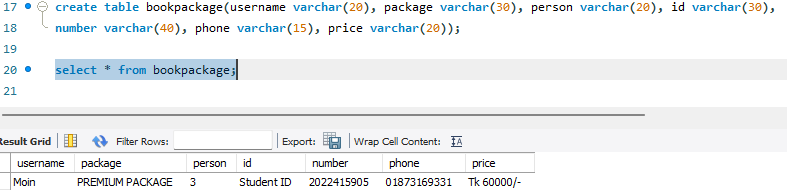 17 create table bookpackage(username varchar(20), package varchar(30), person varchar(20), id varchar(30),
18 number varchar(40), phone varchar(15), price varchar(20));
19
20 select * from bookpackage;
21
Result Grid Filter Rows: Export: Wrap Cell Content: IA
username package person id number phone price
Moin PREMIUM PACKAGE 3 Student ID 2022415905 01873169331 Tk 60000/-